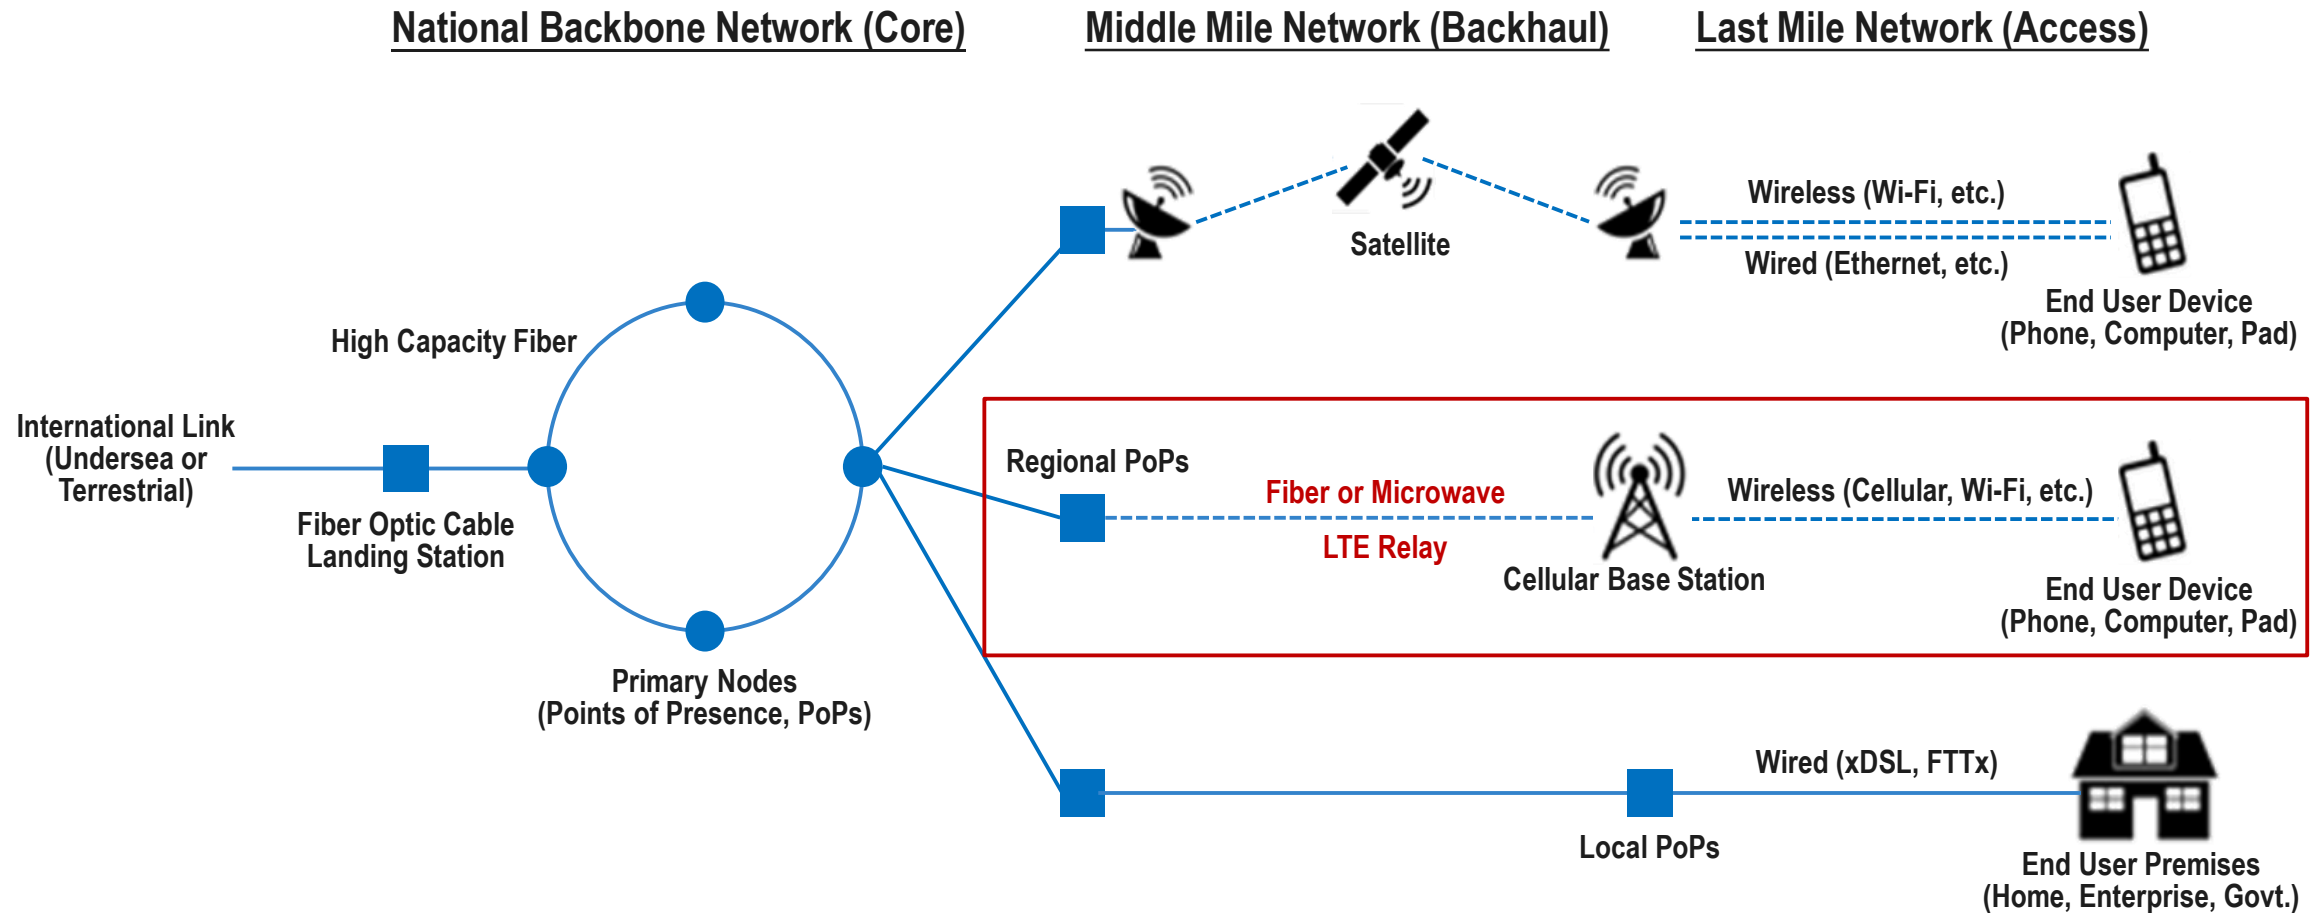 National Backbone Network (Core)
Middle Mile Network (Backhaul)
Last Mile Network (Access)
Satellite
Wireless (Wi-Fi, etc.)
Wired (Ethernet, etc.)
End User Device
(Phone, Computer, Pad)
High Capacity Fiber
International Link
(Undersea or
Terrestrial)
Fiber Optic Cable
Landing Station
Primary Nodes
(Points of Presence, PoPs)
Regional PoPs
Fiber or Microwave
LTE Relay
Cellular Base Station
Wireless (Cellular, Wi-Fi, etc.)
End User Device
(Phone, Computer, Pad)
Local PoPs
Wired (xDSL, FTTx)
End User Premises
(Home, Enterprise, Govt.)